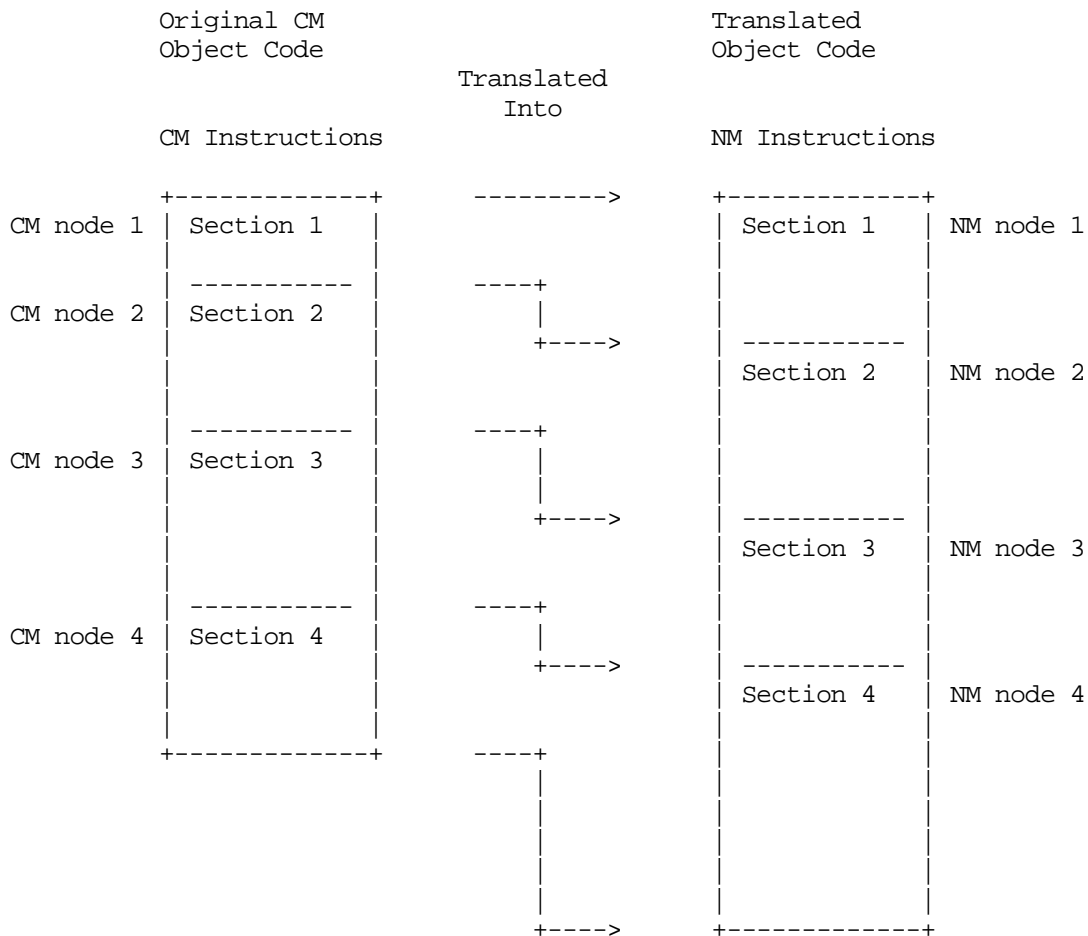 Original CM Translated
Object Code Object Code
Translated
Into
CM Instructions NM Instructions
CM node 1 Section 1 Section 1 NM node 1
CM node 2 Section 2
Section 2 NM node 2
CM node 3 Section 3
Section 3 NM node 3
CM node 4 Section 4
Section 4 NM node 4